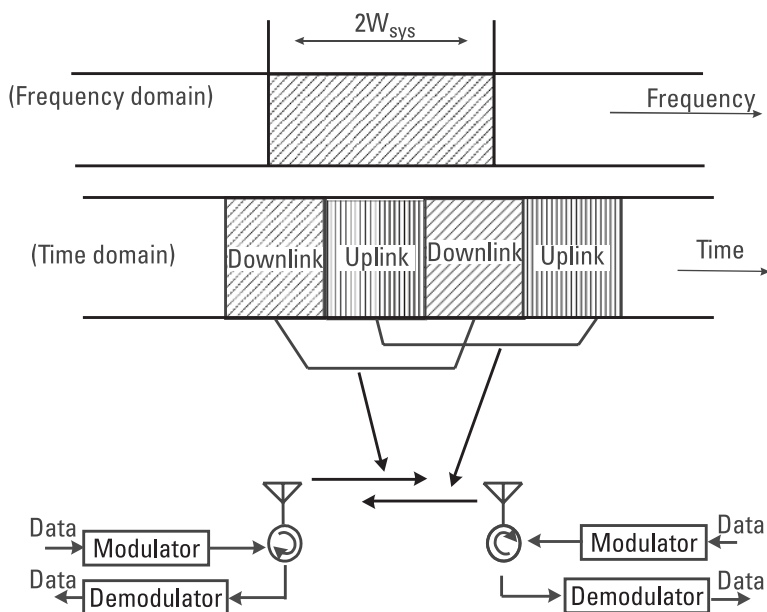 2W_sys
(Frequency domain)
Frequency
(Time domain)
Downlink
Uplink
Downlink
Uplink
Time
Data
Modulator
Data
Demodulator
Data
Modulator
Data
Demodulator